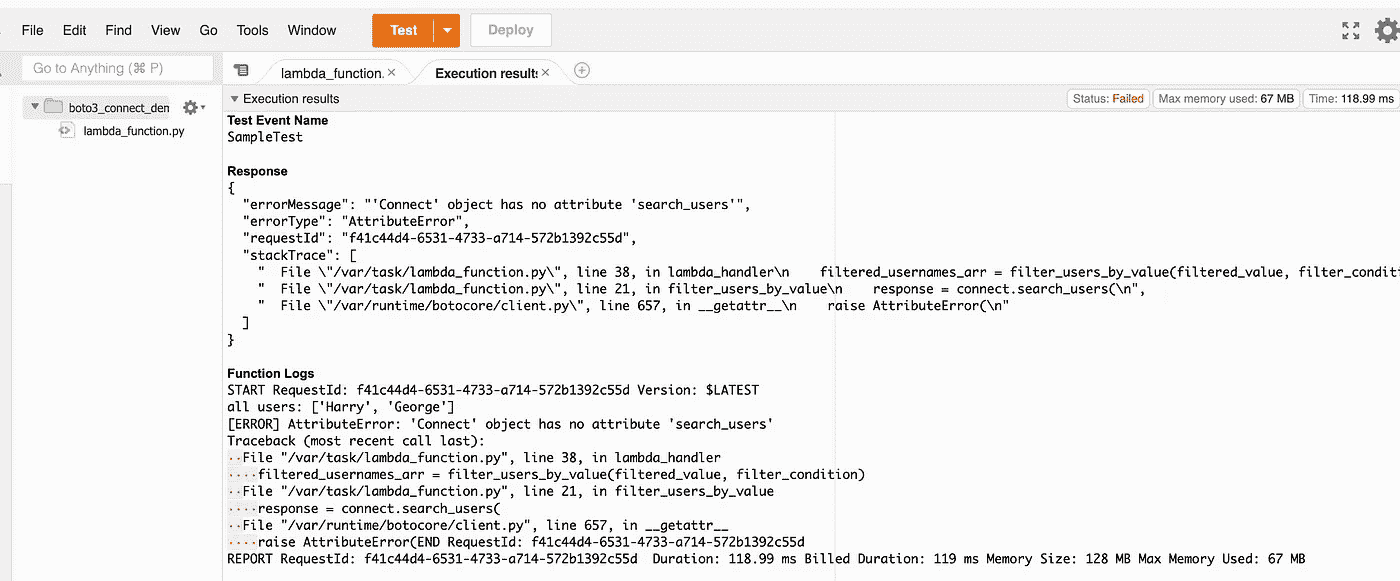 File Edit Find View Go Tools Window Test Deploy
Go to Anything (⌘ P) lambda_function. × Execution results ×
Execution results Status: Failed Max memory used: 67 MB Time: 118.99 ms
boto3_connect_den
lambda_function.py
Test Event Name
SampleTest
Response
{
  "errorMessage": "'Connect' object has no attribute 'search_users'",
  "errorType": "AttributeError",
  "requestId": "f41c44d4-6531-4733-a714-572b1392c55d",
  "stackTrace": [
    "  File \"/var/task/lambda_function.py\", line 38, in lambda_handler\n    filtered_usernames_arr = filter_users_by_value(filtered_value, filter_conditi
    "  File \"/var/task/lambda_function.py\", line 21, in filter_users_by_value\n    response = connect.search_users(\n",
    "  File \"/var/runtime/botocore/client.py\", line 657, in __getattr__\n    raise AttributeError(\n"
  ]
}
Function Logs
START RequestId: f41c44d4-6531-4733-a714-572b1392c55d Version: $LATEST
all users: ['Harry', 'George']
[ERROR] AttributeError: 'Connect' object has no attribute 'search_users'
Traceback (most recent call last):
··File "/var/task/lambda_function.py", line 38, in lambda_handler
····filtered_usernames_arr = filter_users_by_value(filtered_value, filter_condition)
··File "/var/task/lambda_function.py", line 21, in filter_users_by_value
····response = connect.search_users(
··File "/var/runtime/botocore/client.py", line 657, in __getattr__
····raise AttributeError(END RequestId: f41c44d4-6531-4733-a714-572b1392c55d
REPORT RequestId: f41c44d4-6531-4733-a714-572b1392c55d  Duration: 118.99 ms Billed Duration: 119 ms Memory Size: 128 MB Max Memory Used: 67 MB